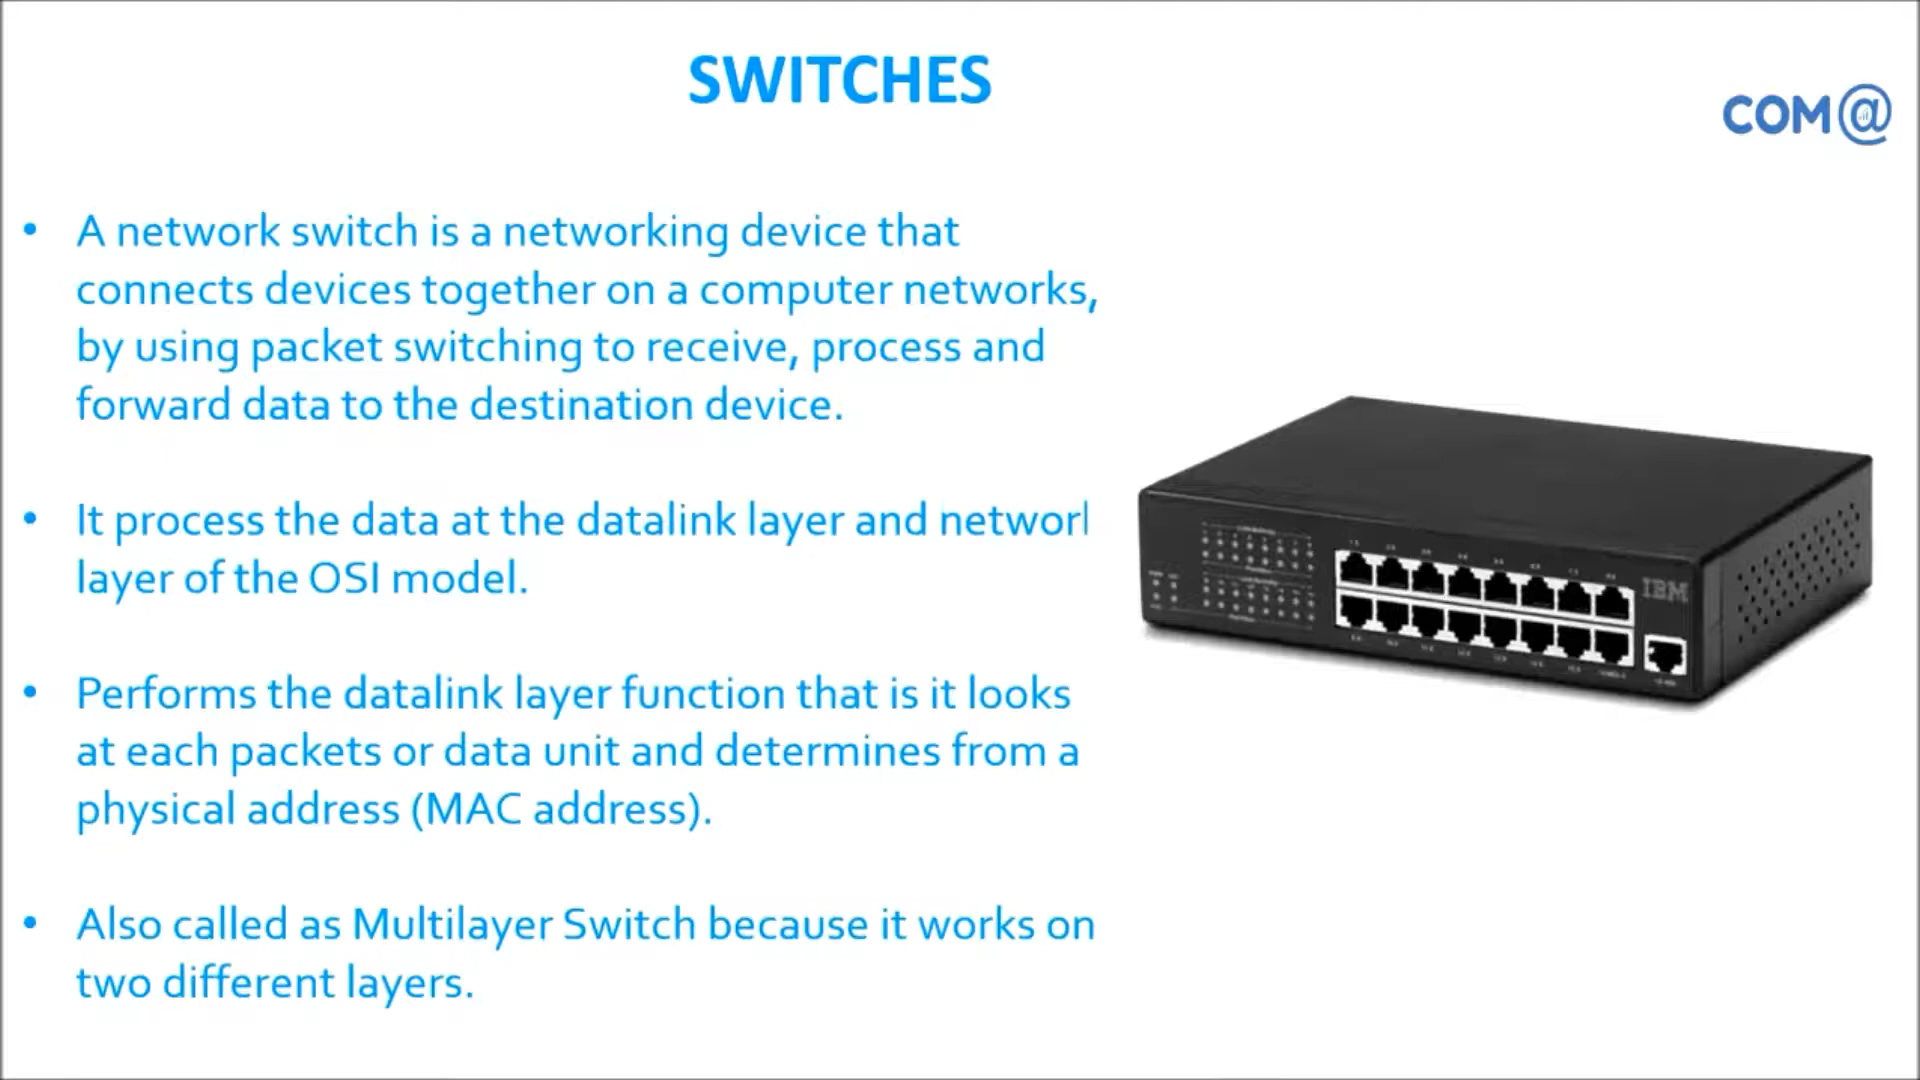 SWITCHES
COM@
• A network switch is a networking device that
connects devices together on a computer networks,
by using packet switching to receive, process and
forward data to the destination device.
• It process the data at the datalink layer and networl
layer of the OSI model.
• Performs the datalink layer function that is it looks
at each packets or data unit and determines from a
physical address (MAC address).
• Also called as Multilayer Switch because it works on
two different layers.
IBM